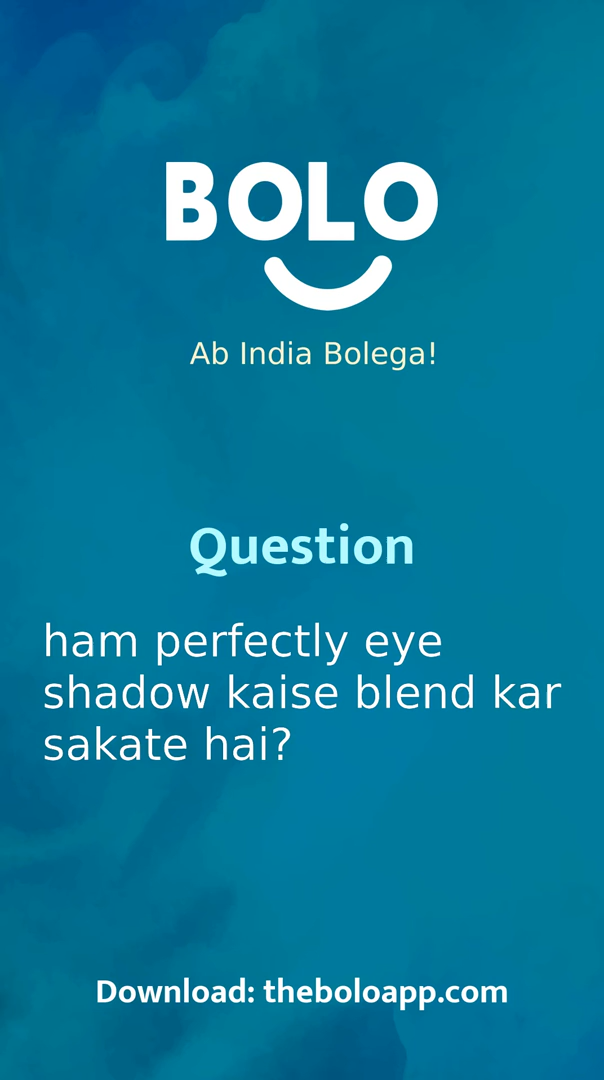 BOLO
Ab India Bolega!
Question
ham perfectly eye
shadow kaise blend kar
sakate hai?
Download: theboloapp.com